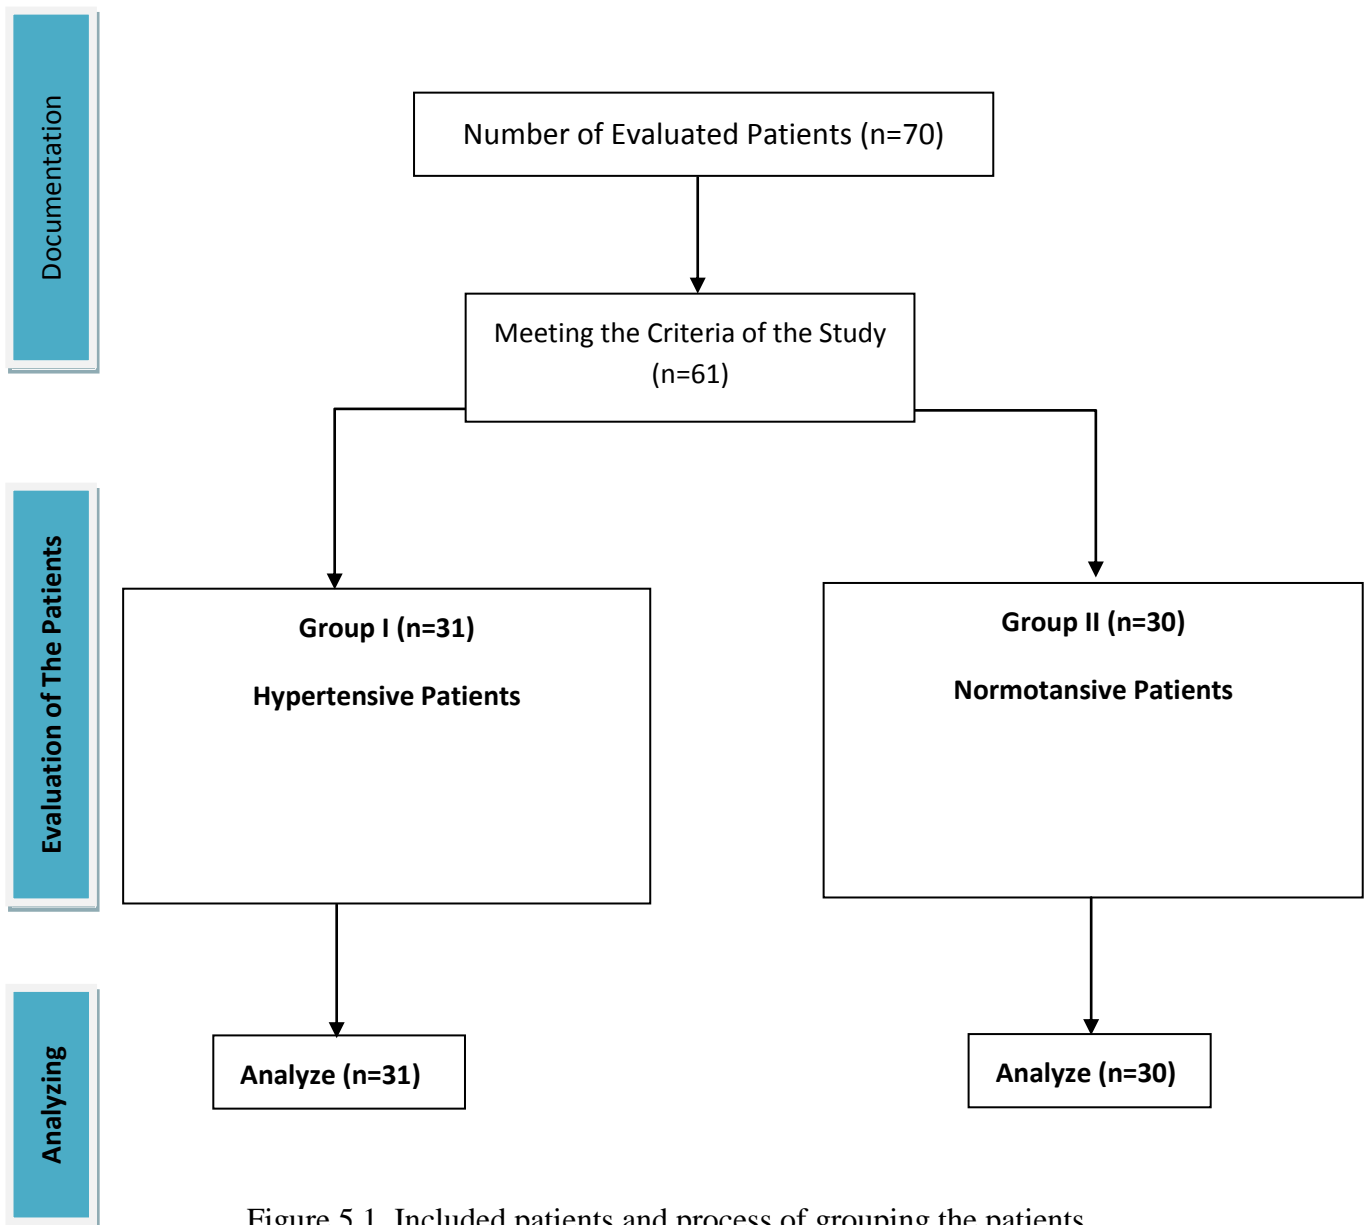 Documentation
Number of Evaluated Patients (n=70)
Meeting the Criteria of the Study
(n=61)
Evaluation of The Patients
Group I (n=31)
Hypertensive Patients
Group II (n=30)
Normotansive Patients
Analyzing
Analyze (n=31)
Analyze (n=30)
Figure 5.1. Included patients and process of grouping the patients